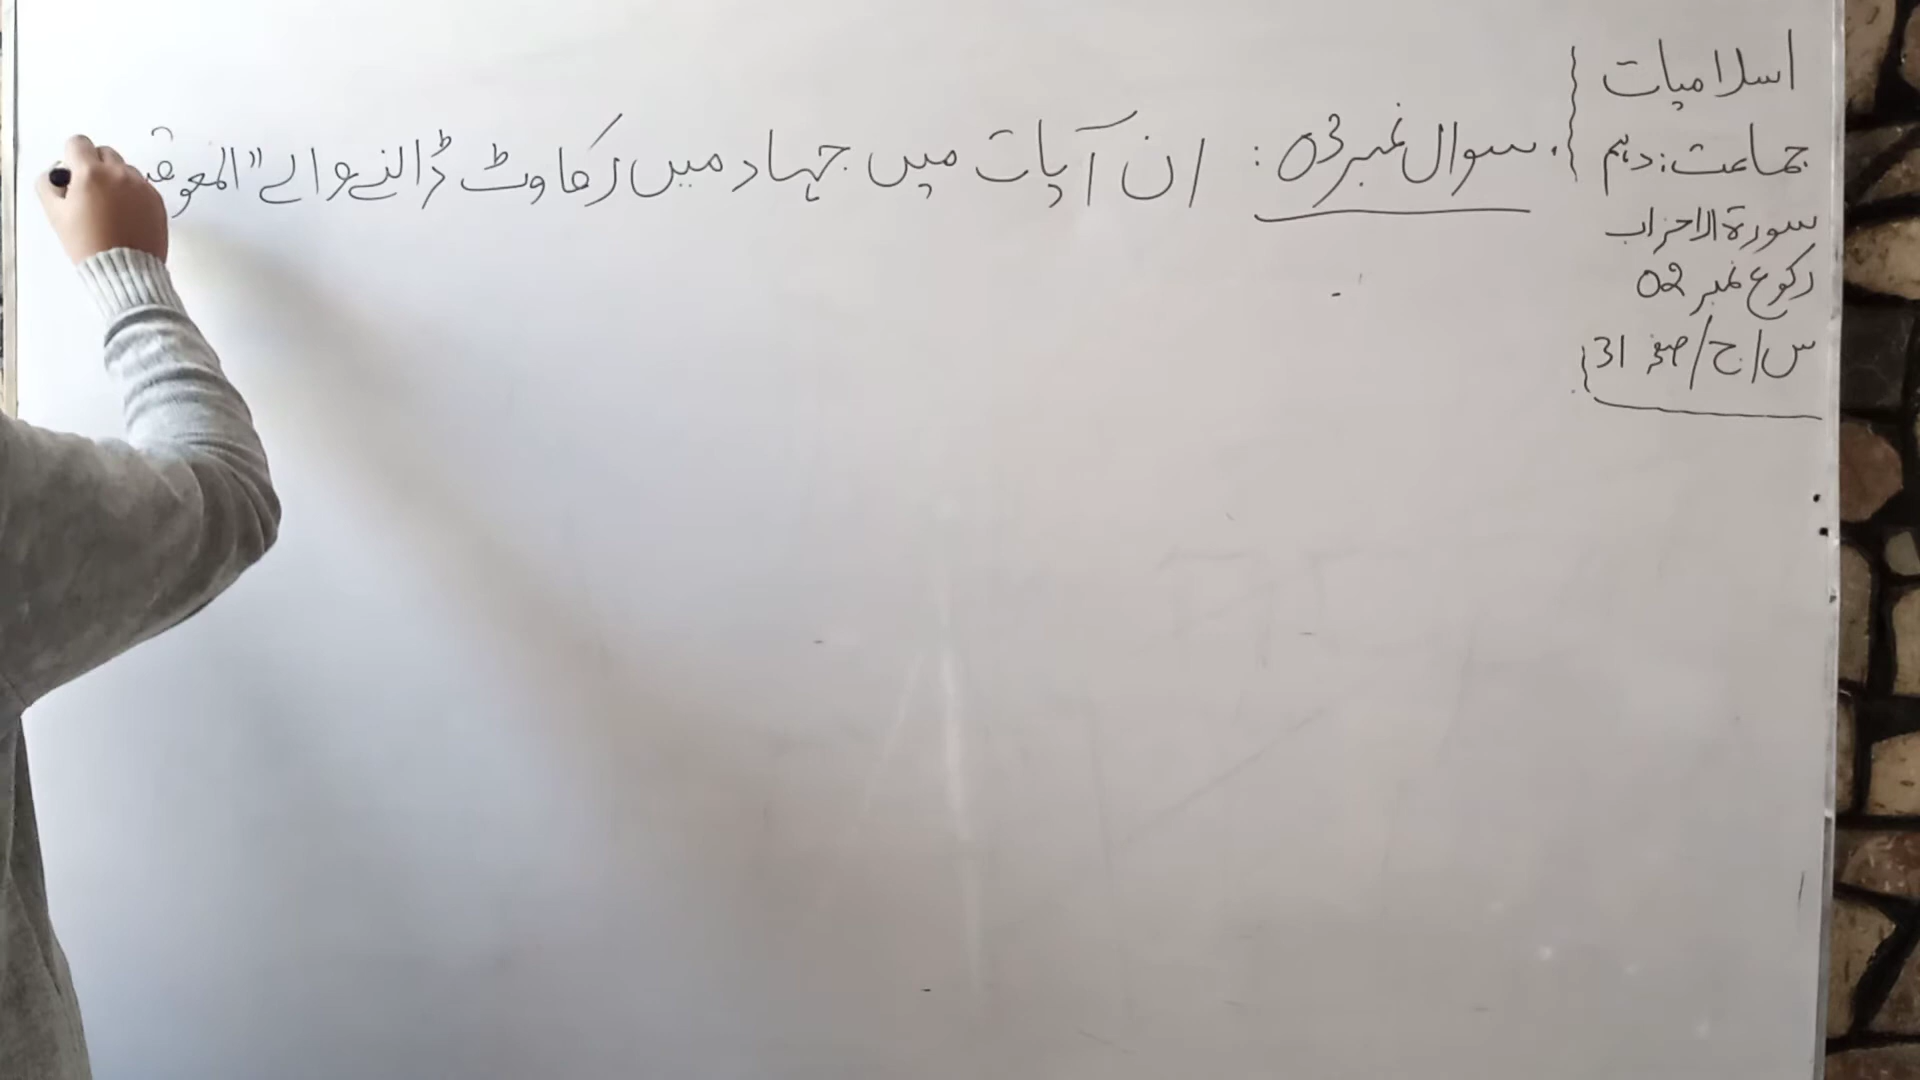 اسلامیات
جماعت: دہم
سورۃ الاحزاب
رکوع نمبر 02
س/ج/صفحہ 31
سوال نمبر 03: ان آیات میں جہاد میں رکاوٹ ڈالنے والے "المعوقی